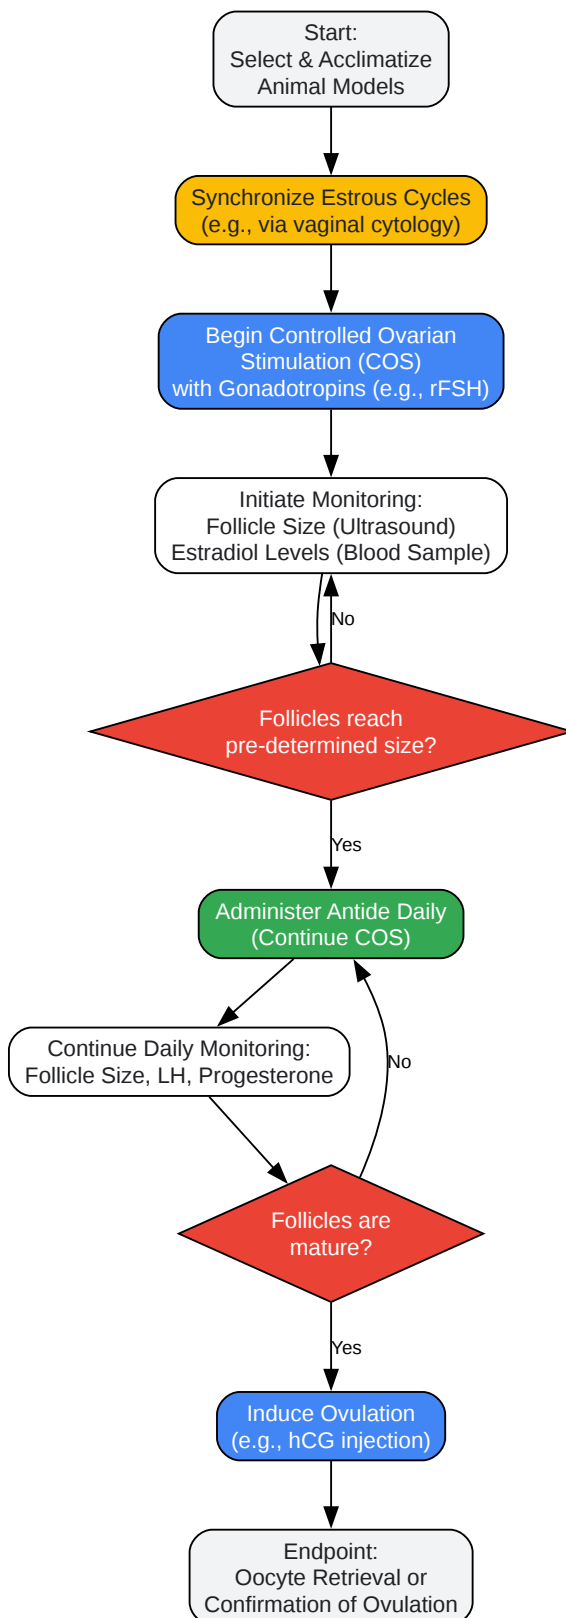 Start:
Select & Acclimatize
Animal Models
Synchronize Estrous Cycles
(e.g., via vaginal cytology)
Begin Controlled Ovarian
Stimulation (COS)
with Gonadotropins (e.g., rFSH)
Initiate Monitoring:
Follicle Size (Ultrasound)
Estradiol Levels (Blood Sample)
No
Follicles reach
pre-determined size?
Yes
Administer Antide Daily
(Continue COS)
Continue Daily Monitoring:
Follicle Size, LH, Progesterone
No
Follicles are
mature?
Yes
Induce Ovulation
(e.g., hCG injection)
Endpoint:
Oocyte Retrieval or
Confirmation of Ovulation